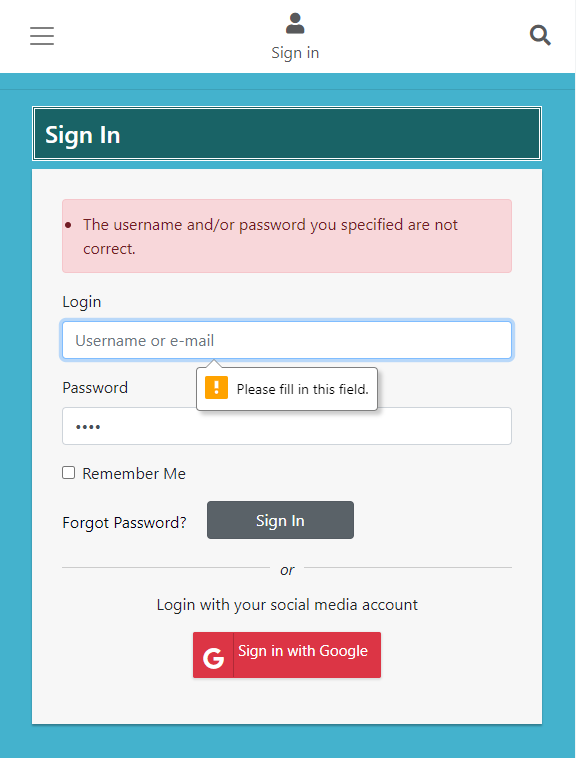 Sign in
Sign In
The username and/or password you specified are not
correct.
Login
Username or e-mail
Please fill in this field.
Password
Remember Me
Forgot Password?
Sign In
or
Login with your social media account
G
Sign in with Google